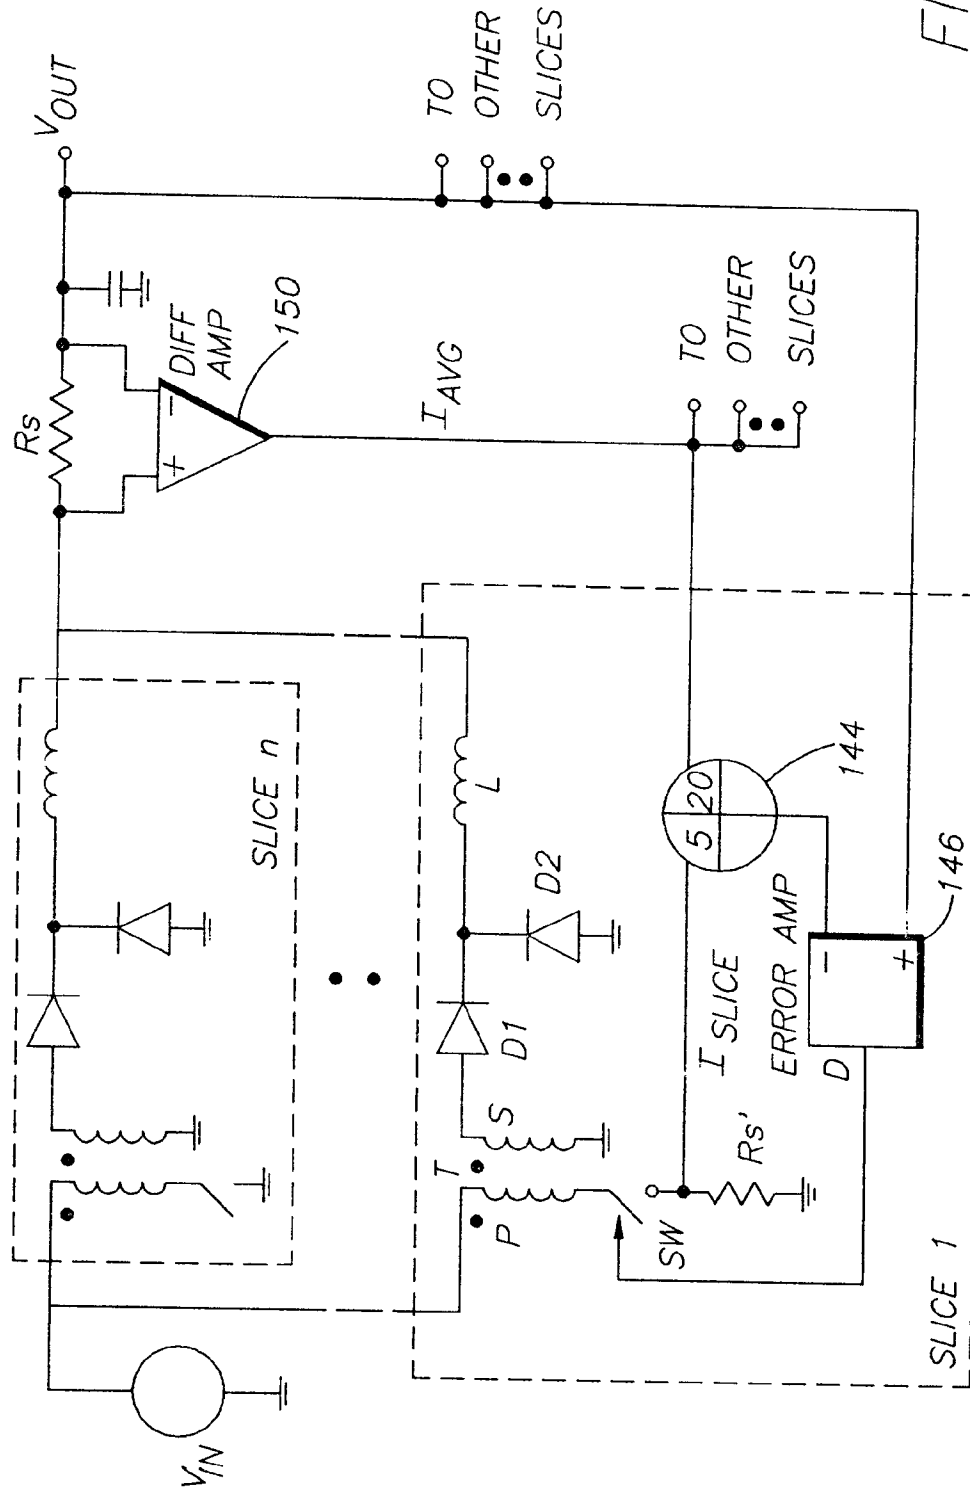 FI
V_OUT
Rs
DIFF
AMP
150
I_AVG
TO
OTHER
SLICES
TO
OTHER
SLICES
SLICE n
V_IN
T
P
S
D1
D2
L
SW
Rs'
I_SLICE
5
20
144
ERROR AMP
D
−
+
146
+
−
SLICE 1